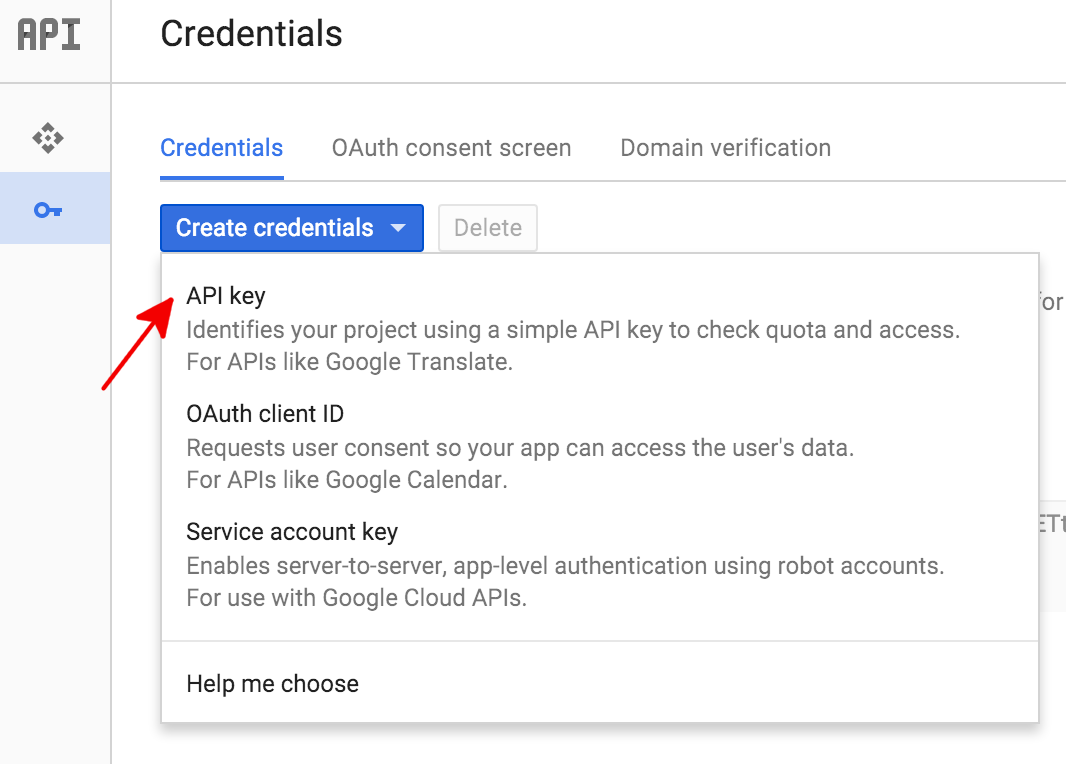 API
Credentials
Credentials
OAuth consent screen
Domain verification
Create credentials
Delete
API key
Identifies your project using a simple API key to check quota and access.
For APIs like Google Translate.
OAuth client ID
Requests user consent so your app can access the user's data.
For APIs like Google Calendar.
Service account key
Enables server-to-server, app-level authentication using robot accounts.
For use with Google Cloud APIs.
Help me choose